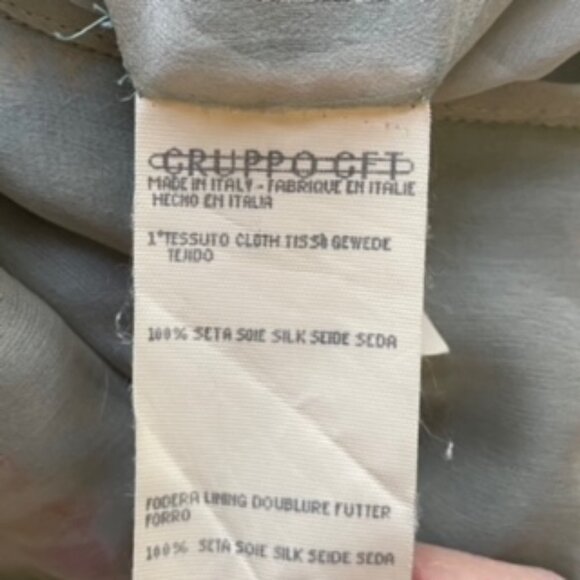 GRUPPO GFT
MADE IN ITALY - FABRIQUE EN ITALIE
HECHO EN ITALIA
1°TESSUTO CLOTH TISSÙ GEWEDE
TEJIDO
100% SETA SOIE SILK SEIDE SEDA
FODERA LINING DOUBLURE FUTTER
FORRO
100% SETA SOIE SILK SEIDE SEDA